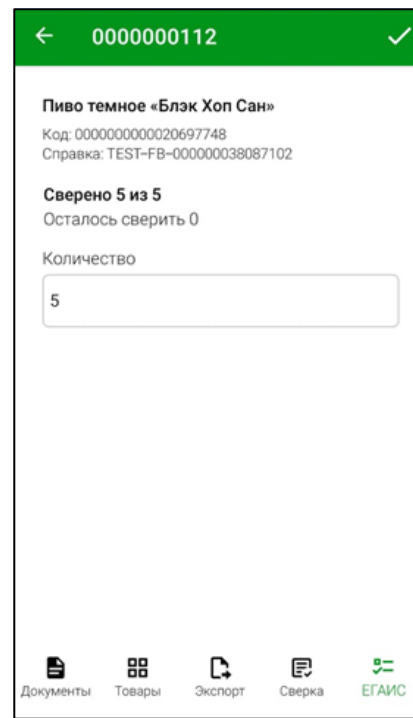 0000000112
Пиво темное «Блэк Хоп Сан»
Код: 0000000000020697748
Справка: TEST-FB-000000038087102
Сверено 5 из 5
Осталось сверить 0
Количество
5
Документы Товары Экспорт Сверка ЕГАИС